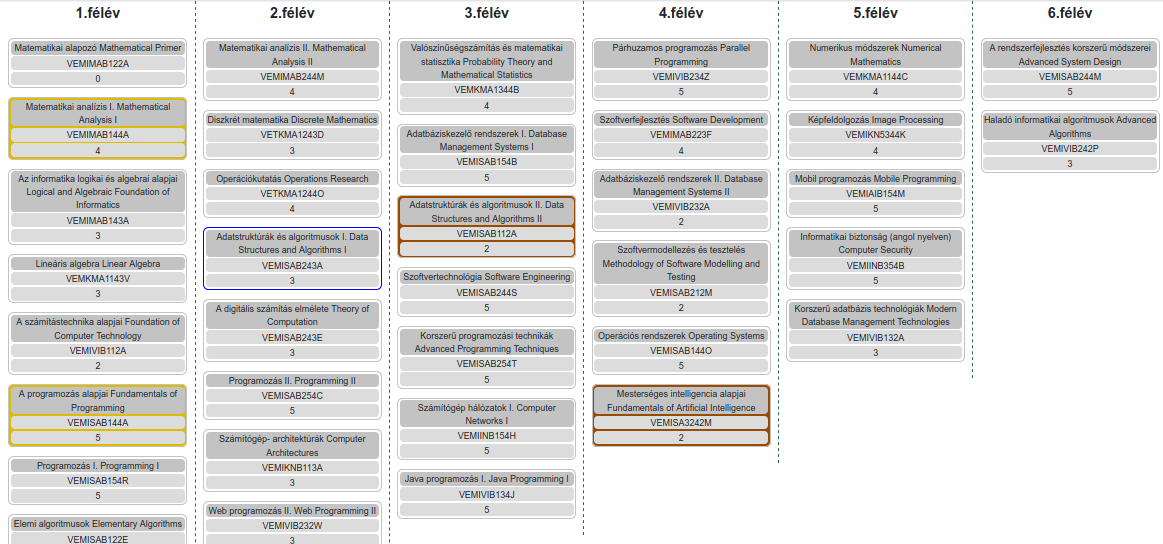 1.félév
Matematikai alapozó Mathematical Primer
VEMIMAB122A
0
Matematikai analízis I. Mathematical
Analysis I
VEMIMAB144A
4
Az informatika logikai és algebrai alapjai
Logical and Algebraic Foundation of
Informatics
VEMIMAB143A
3
Lineáris algebra Linear Algebra
VEMKMA1143V
3
A számítástechnika alapjai Foundation of
Computer Technology
VEMIVIB112A
2
A programozás alapjai Fundamentals of
Programming
VEMISAB144A
5
Programozás I. Programming I
VEMISAB154R
5
Elemi algoritmusok Elementary Algorithms
VEMISAB122E
2.félév
Matematikai analízis II. Mathematical
Analysis II
VEMIMAB244M
4
Diszkrét matematika Discrete Mathematics
VETKMA1243D
3
Operációkutatás Operations Research
VETKMA1244O
4
Adatstruktúrák és algoritmusok I. Data
Structures and Algorithms I
VEMISAB243A
3
A digitális számítás elmélete Theory of
Computation
VEMISAB243E
3
Programozás II. Programming II
VEMISAB254C
5
Számítógép- architektúrák Computer
Architectures
VEMIKNB113A
3
Web programozás II. Web Programming II
VEMIVIB232W
3
3.félév
Valószínűségszámítás és matematikai
statisztika Probability Theory and
Mathematical Statistics
VEMKMA1344B
4
Adatbáziskezelő rendszerek I. Database
Management Systems I
VEMISAB154B
5
Adatstruktúrák és algoritmusok II. Data
Structures and Algorithms II
VEMISAB112A
2
Szoftvertechnológia Software Engineering
VEMISAB244S
5
Korszerű programozási technikák
Advanced Programming Techniques
VEMISAB254T
5
Számítógép hálózatok I. Computer
Networks I
VEMIINB154H
5
Java programozás I. Java Programming I
VEMIVIB134J
5
4.félév
Párhuzamos programozás Parallel
Programming
VEMIVIB234Z
5
Szoftverfejlesztés Software Development
VEMIMAB223F
4
Adatbáziskezelő rendszerek II. Database
Management Systems II
VEMIVIB232A
2
Szoftvermodellezés és tesztelés
Methodology of Software Modelling and
Testing
VEMISAB212M
2
Operációs rendszerek Operating Systems
VEMISAB144O
5
Mesterséges intelligencia alapjai
Fundamentals of Artificial Intelligence
VEMISA3242M
2
5.félév
Numerikus módszerek Numerical
Mathematics
VEMKMA1144C
4
Képfeldolgozás Image Processing
VEMIKN5344K
4
Mobil programozás Mobile Programming
VEMIAIB154M
5
Informatikai biztonság (angol nyelven)
Computer Security
VEMIINB354B
5
Korszerű adatbázis technológiák Modern
Database Management Technologies
VEMIVIB132A
3
6.félév
A rendszerfejlesztés korszerű módszerei
Advanced System Design
VEMISAB244M
5
Haladó informatikai algoritmusok Advanced
Algorithms
VEMIVIB242P
3